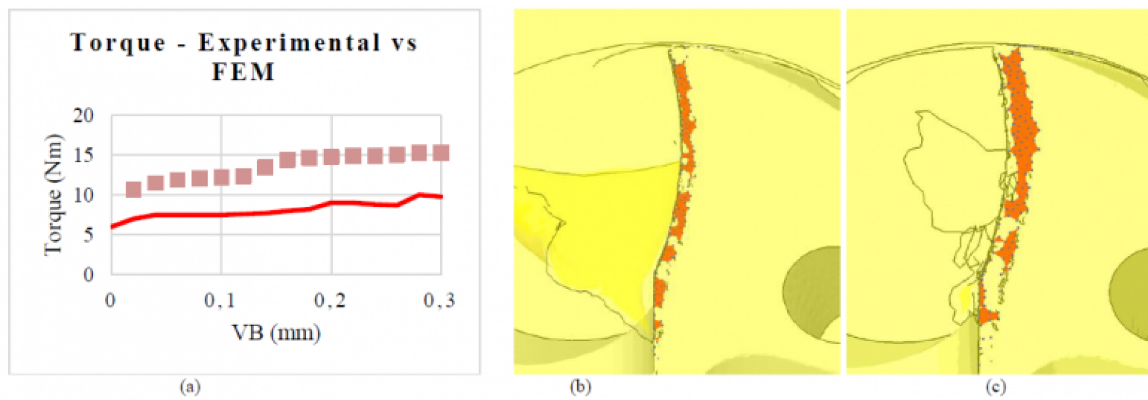 Torque - Experimental vs
FEM
20
15
10
5
0
Torque (Nm)
0
0,1
0,2
0,3
VB (mm)
(a)
(b)
(c)